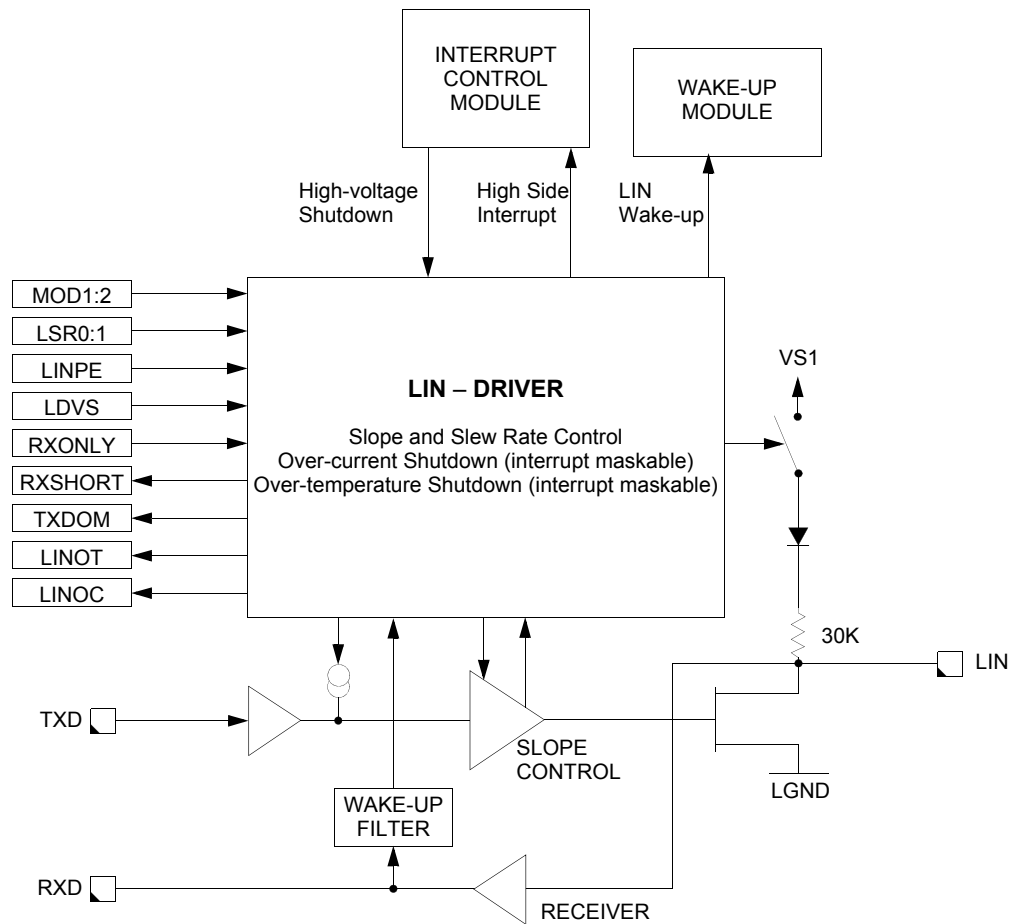 INTERRUPT
CONTROL
MODULE
WAKE-UP
MODULE
High-voltage
Shutdown
High Side
Interrupt
LIN
Wake-up
MOD1:2
LSR0:1
LINPE
LDVS
RXONLY
RXSHORT
TXDOM
LINOT
LINOC
LIN – DRIVER
Slope and Slew Rate Control
Over-current Shutdown (interrupt maskable)
Over-temperature Shutdown (interrupt maskable)
VS1
30K
LIN
TXD
SLOPE
CONTROL
LGND
WAKE-UP
FILTER
RXD
RECEIVER